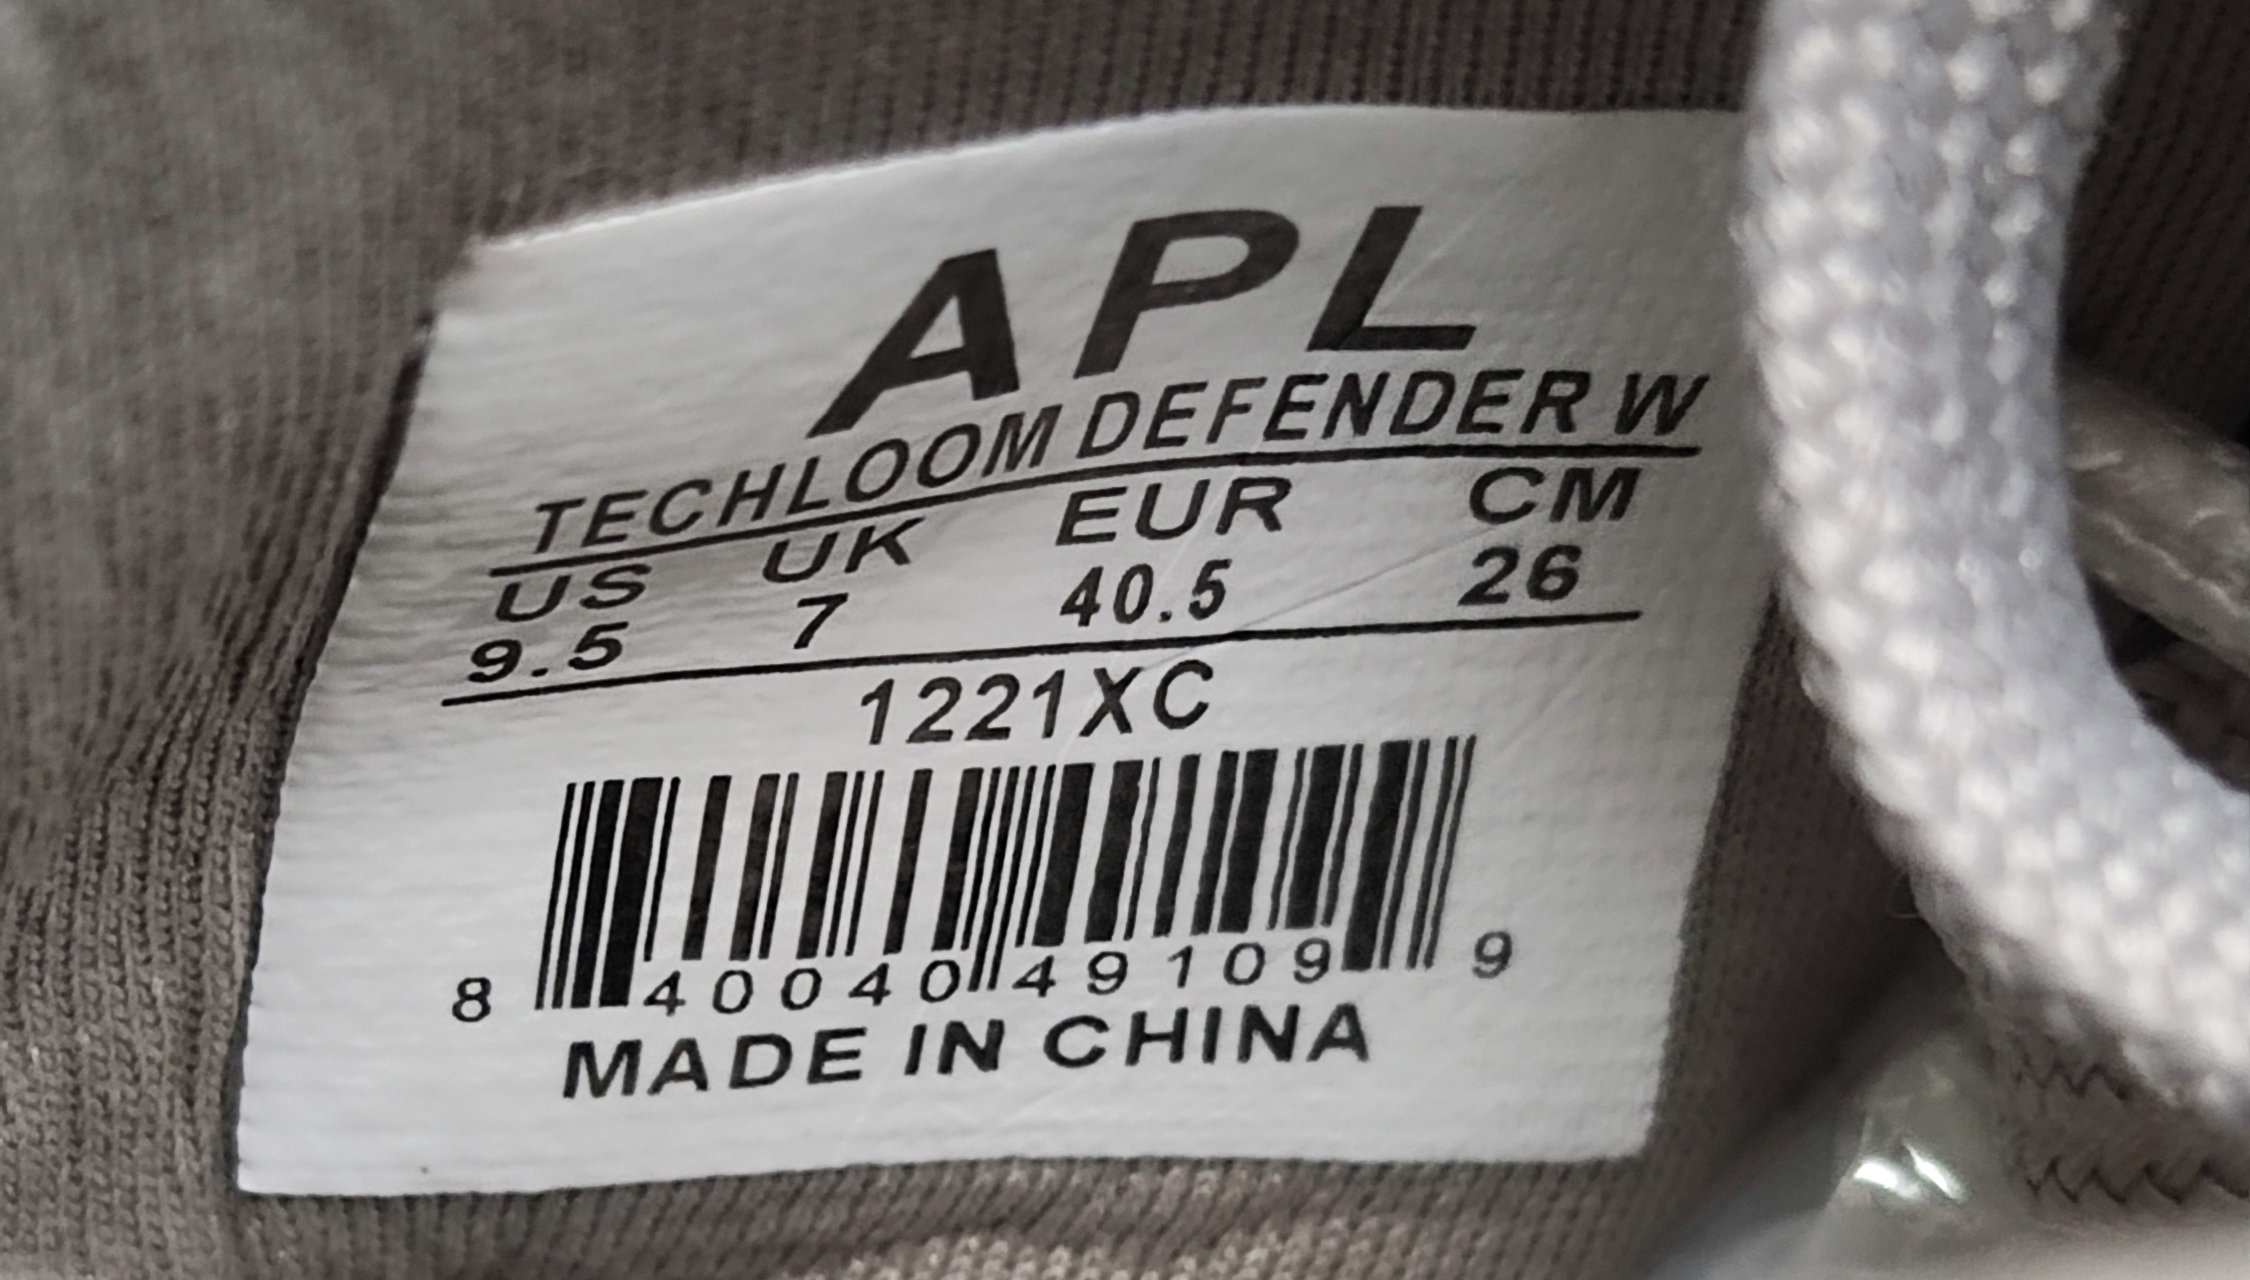 APL
TECHLOOM DEFENDER W
US UK EUR CM
9.5 7 40.5 26
1221XC
8 40040 49109 9
MADE IN CHINA